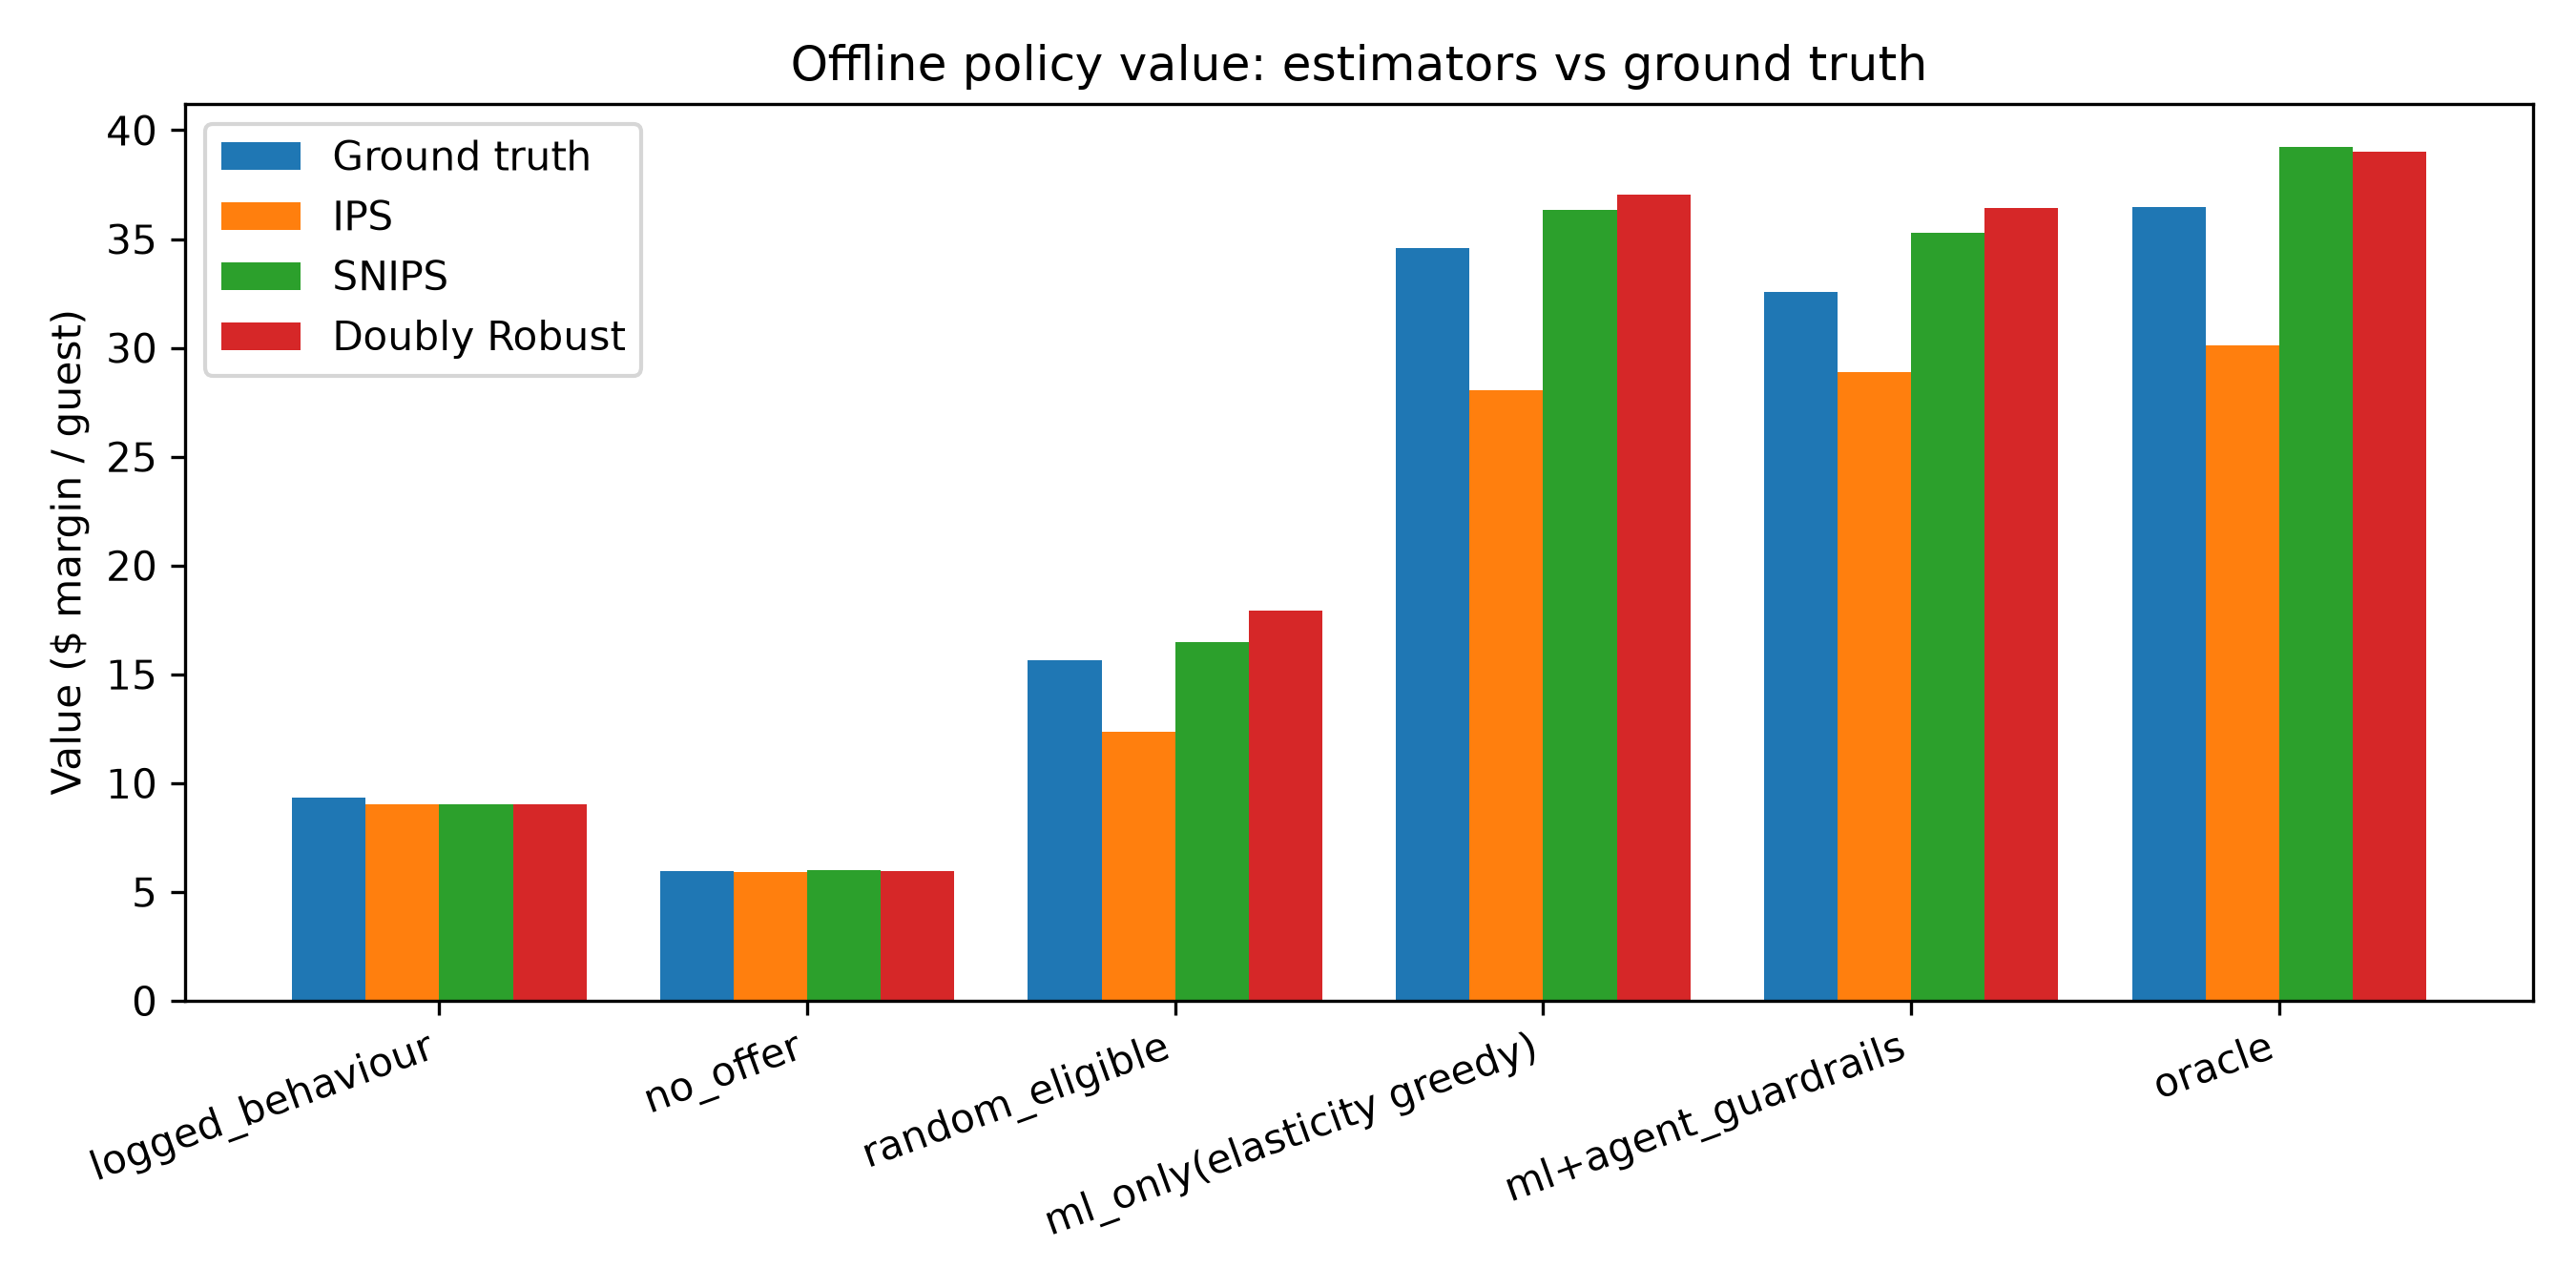 Offline policy value: estimators vs ground truth
Value ($ margin / guest)
40
35
30
25
20
15
10
5
0
Ground truth
IPS
SNIPS
Doubly Robust
logged_behaviour
no_offer
random_eligible
ml_only(elasticity greedy)
ml+agent_guardrails
oracle